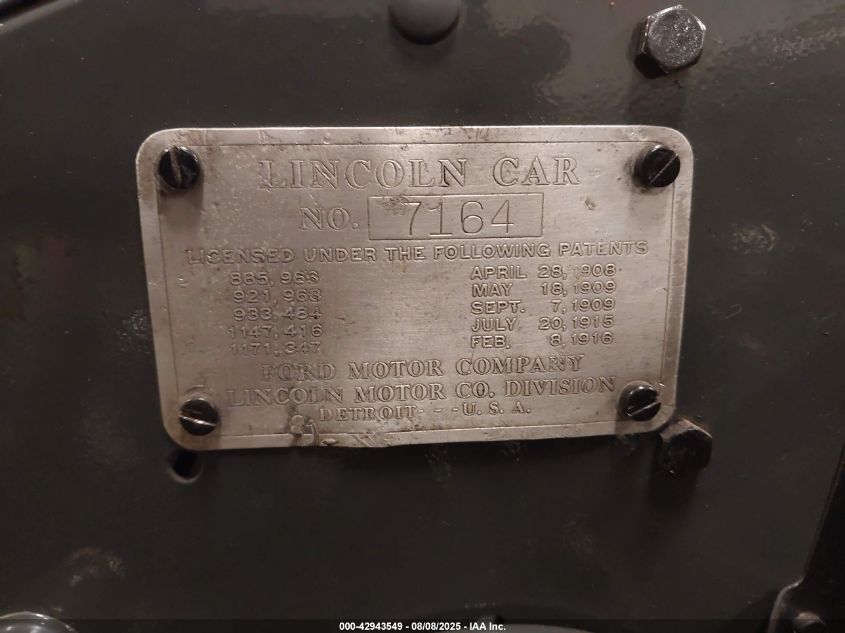 LINCOLN CAR
NO. 7164
LICENSED UNDER THE FOLLOWING PATENTS
885,986 APRIL 28, 1908
921,963 MAY 18, 1909
933,484 SEPT. 7, 1909
1147,416 JULY 20, 1915
1171,347 FEB. 8, 1916
FORD MOTOR COMPANY
LINCOLN MOTOR CO. DIVISION
DETROIT - - - U. S. A.
000-42943549 - 08/08/2025 - IAA Inc.